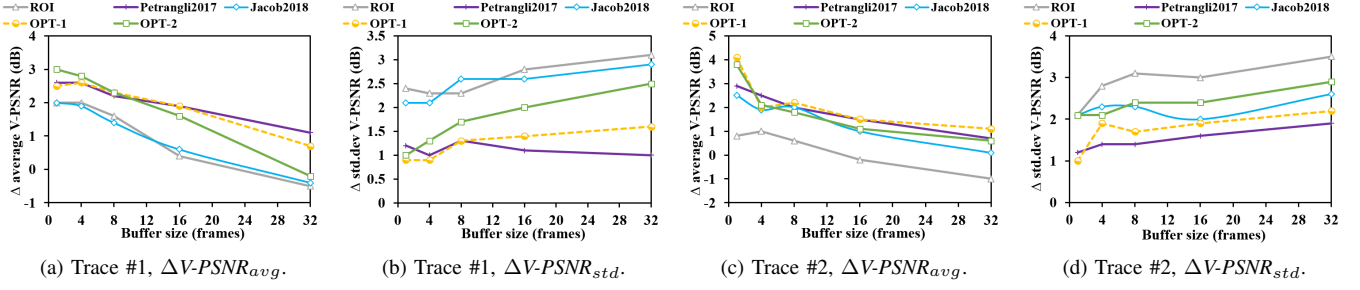 ROI Petrangli2017 Jacob2018
OPT-1 OPT-2
4
3
2
1
0
-1
0 4 8 12 16 20 24 28 32
Δ average V-PSNR (dB)
Buffer size (frames)
(a) Trace #1, ΔV-PSNRavg.
ROI Petrangli2017 Jacob2018
OPT-1 OPT-2
3.5
3
2.5
2
1.5
1
0.5
0 4 8 12 16 20 24 28 32
Δ std.dev V-PSNR (dB)
Buffer size (frames)
(b) Trace #1, ΔV-PSNRstd.
ROI Petrangli2017 Jacob2018
OPT-1 OPT-2
5
4
3
2
1
0
-1
-2
0 4 8 12 16 20 24 28 32
Δ average V-PSNR (dB)
Buffer size (frames)
(c) Trace #2, ΔV-PSNRavg.
ROI Petrangli2017 Jacob2018
OPT-1 OPT-2
4
3
2
1
0
0 4 8 12 16 20 24 28 32
Δ std.dev V-PSNR (dB)
Buffer size (frames)
(d) Trace #2, ΔV-PSNRstd.